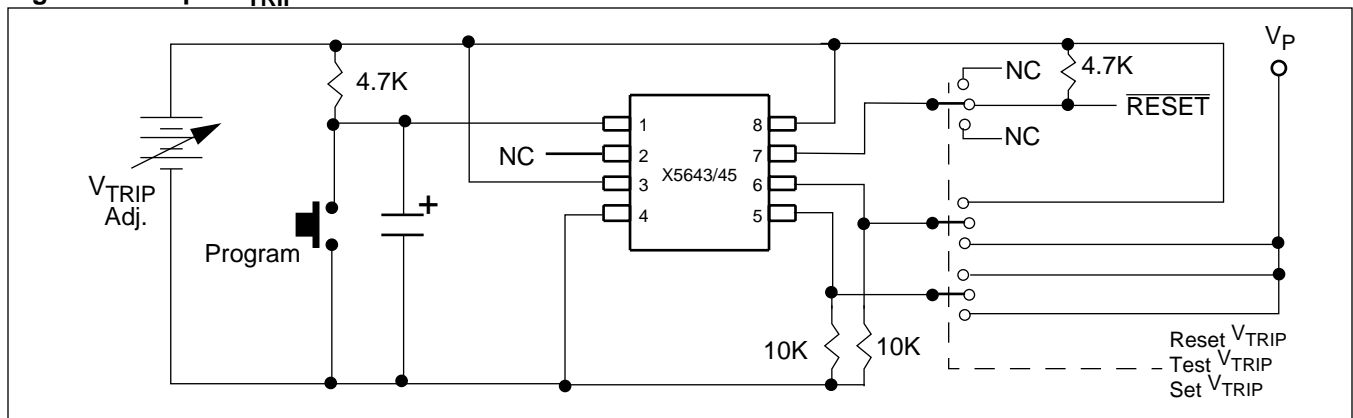 VP
4.7K
NC
4.7K
RESET
1
8
NC
2
7
NC
X5643/45
3
6
VTRIP
Adj.
4
5
Program
+
10K
10K
Reset VTRIP
Test VTRIP
Set VTRIP